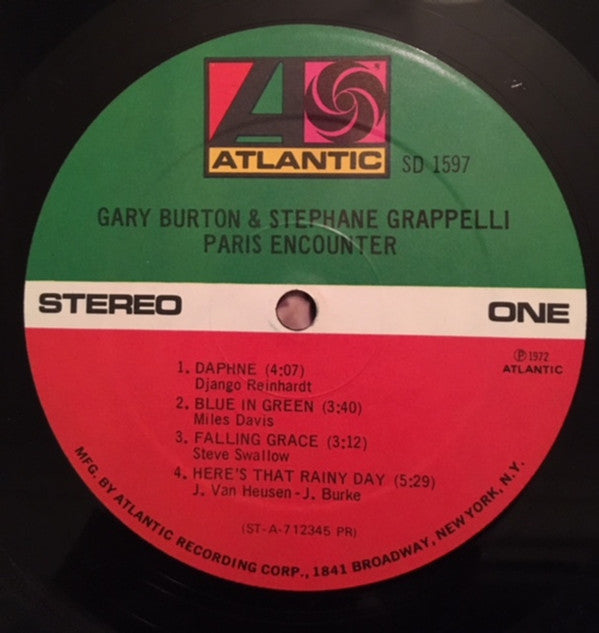 ATLANTIC
SD 1597
GARY BURTON & STEPHANE GRAPPELLI
PARIS ENCOUNTER
STEREO
ONE
℗ 1972
ATLANTIC
1. DAPHNE (4:07)
Django Reinhardt
2. BLUE IN GREEN (3:40)
Miles Davis
3. FALLING GRACE (3:12)
Steve Swallow
4. HERE'S THAT RAINY DAY (5:29)
J. Van Heusen - J. Burke
(ST-A-712345 PR)
MFG. BY ATLANTIC RECORDING CORP., 1841 BROADWAY, NEW YORK, N.Y.